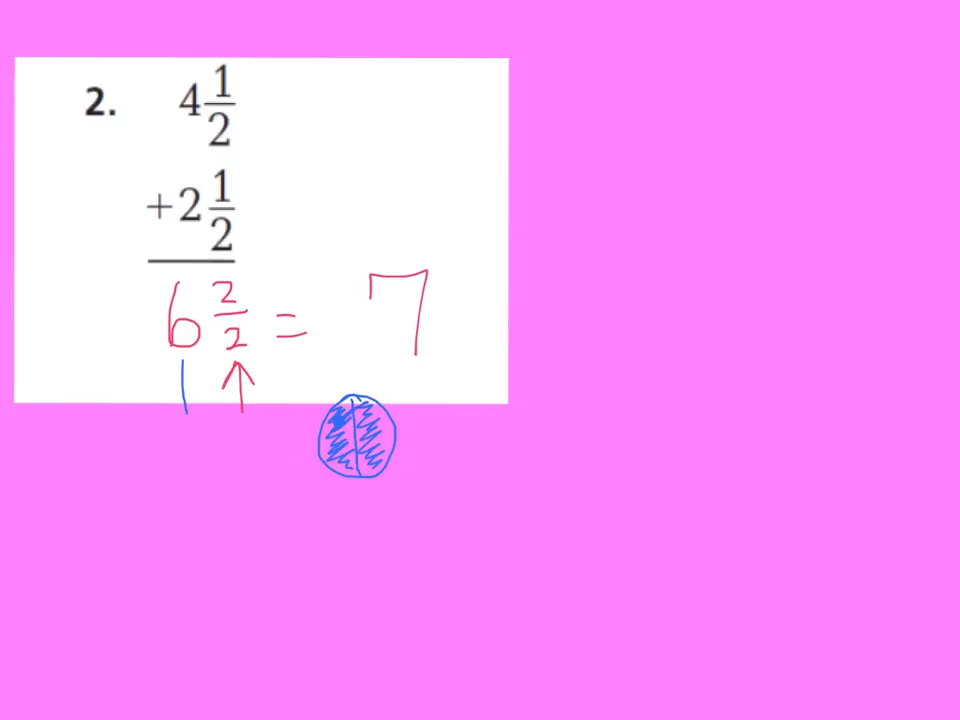 2. 4 1/2
+2 1/2
6 2/2 = 7